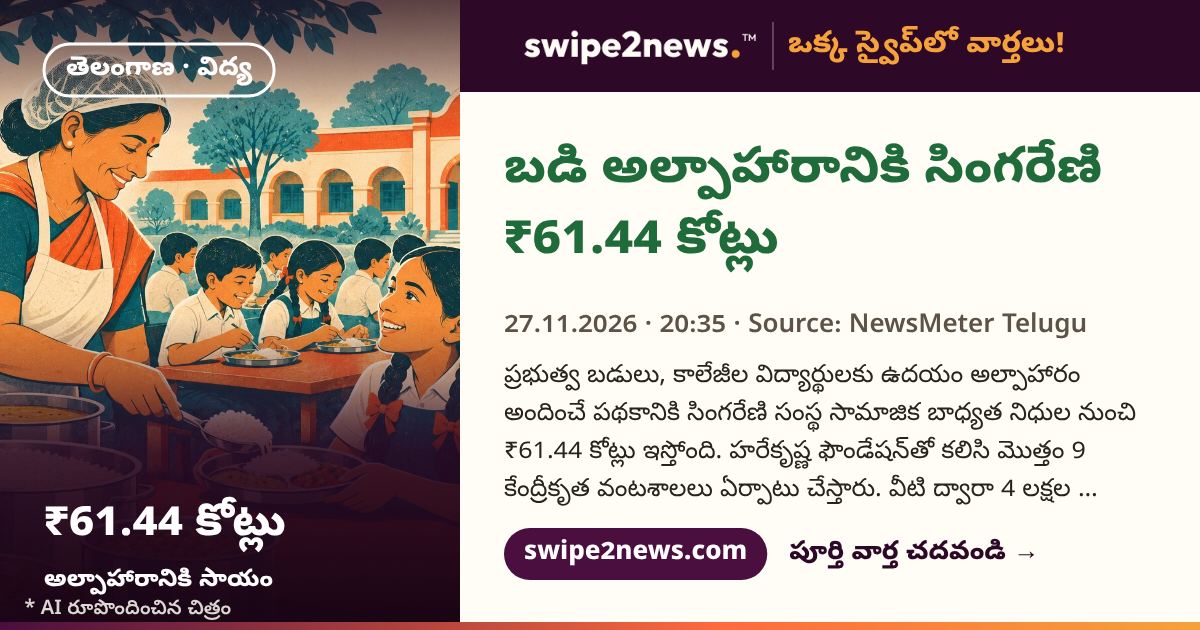 తెలంగాణ · విద్య
₹61.44 కోట్లు
అల్పాహారానికి సాయం
* AI రూపొందించిన చిత్రం
swipe2news.™
ఒక్క స్వైప్‌లో వార్తలు!
బడి అల్పాహారానికి సింగరేణి
₹61.44 కోట్లు
27.11.2026 · 20:35 · Source: NewsMeter Telugu
ప్రభుత్వ బడులు, కాలేజీల విద్యార్థులకు ఉదయం అల్పాహారం
అందించే పథకానికి సింగరేణి సంస్థ సామాజిక బాధ్యత నిధుల నుంచి
₹61.44 కోట్లు ఇస్తోంది. హరేకృష్ణ ఫౌండేషన్‌తో కలిసి మొత్తం 9
కేంద్రీకృత వంటశాలలు ఏర్పాటు చేస్తారు. వీటి ద్వారా 4 లక్షల ...
swipe2news.com
పూర్తి వార్త చదవండి →